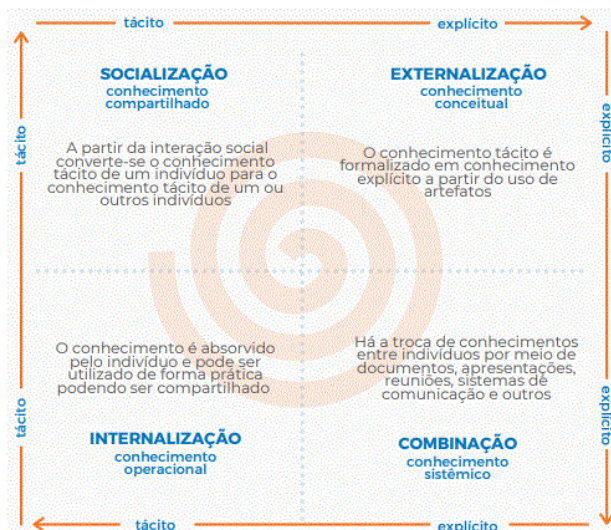 tácito
explícito
SOCIALIZAÇÃO
conhecimento
compartilhado
A partir da interação social
converte-se o conhecimento
tácito de um indivíduo para o
conhecimento tácito de um ou
outros indivíduos
EXTERNALIZAÇÃO
conhecimento
conceitual
O conhecimento tácito é
formalizado em conhecimento
explícito a partir do uso de
artefatos
tácito
explícito
O conhecimento é absorvido
pelo indivíduo e pode ser
utilizado de forma prática
podendo ser compartilhado
INTERNALIZAÇÃO
conhecimento
operacional
Há a troca de conhecimentos
entre indivíduos por meio de
documentos, apresentações,
reuniões, sistemas de
comunicação e outros
COMBINAÇÃO
conhecimento
sistêmico
tácito
explícito
tácito
explícito